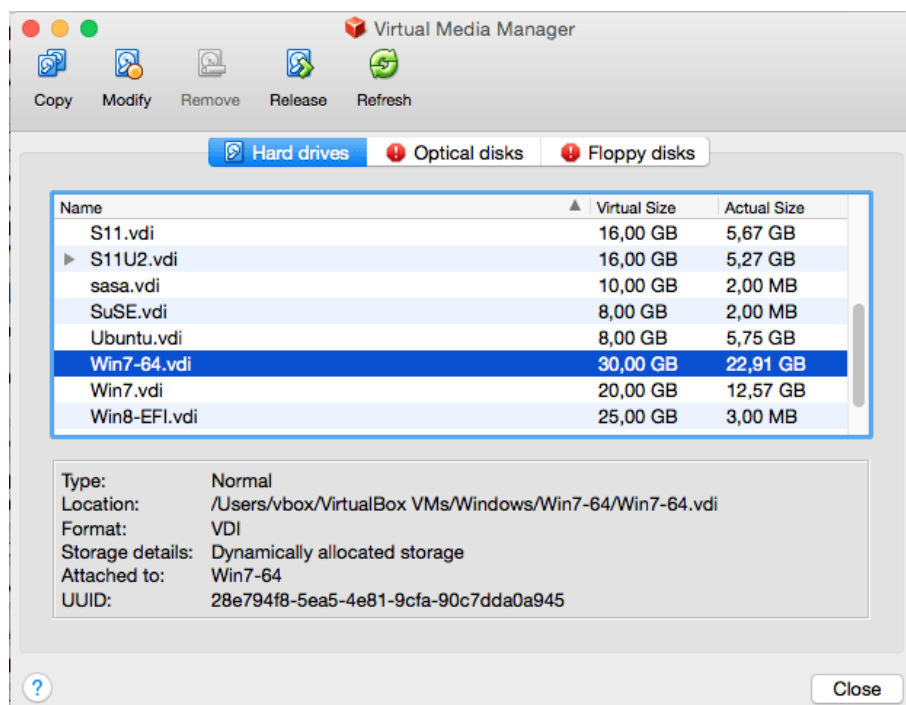 Virtual Media Manager
Copy Modify Remove Release Refresh
Hard drives Optical disks Floppy disks
Name Virtual Size Actual Size
S11.vdi 16,00 GB 5,67 GB
S11U2.vdi 16,00 GB 5,27 GB
sasa.vdi 10,00 GB 2,00 MB
SuSE.vdi 8,00 GB 2,00 MB
Ubuntu.vdi 8,00 GB 5,75 GB
Win7-64.vdi 30,00 GB 22,91 GB
Win7.vdi 20,00 GB 12,57 GB
Win8-EFI.vdi 25,00 GB 3,00 MB
Type: Normal
Location: /Users/vbox/VirtualBox VMs/Windows/Win7-64/Win7-64.vdi
Format: VDI
Storage details: Dynamically allocated storage
Attached to: Win7-64
UUID: 28e794f8-5ea5-4e81-9cfa-90c7dda0a945
? Close